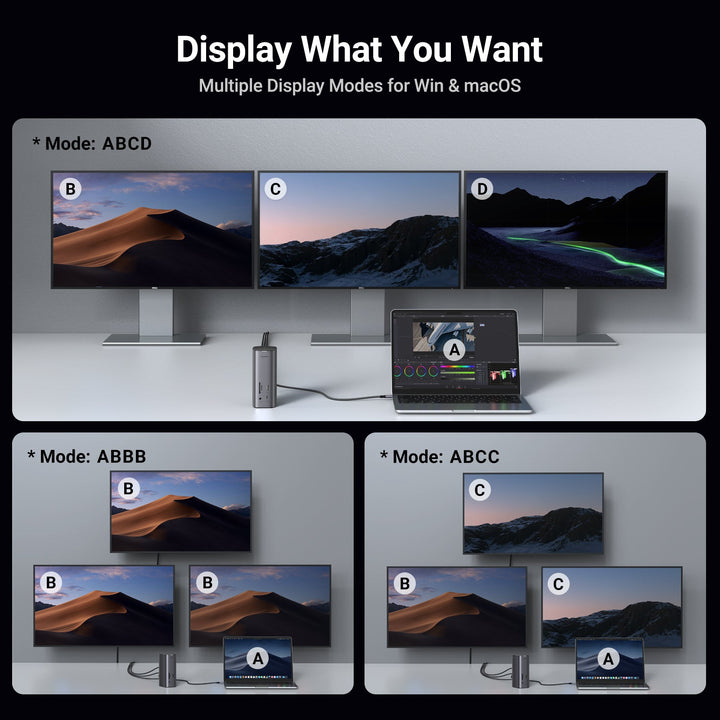 Display What You Want
Multiple Display Modes for Win & macOS
* Mode: ABCD
B
C
D
A
* Mode: ABBB
B
B
B
A
* Mode: ABCC
C
B
C
A